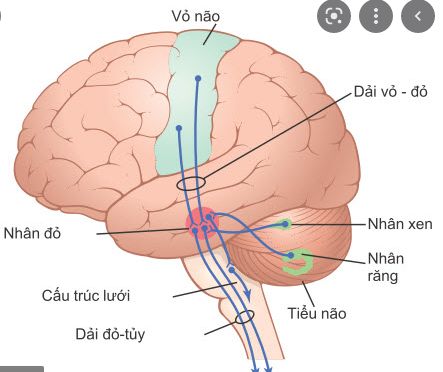 Vỏ não
Dải vỏ - đỏ
Nhân xen
Nhân đỏ
Nhân
răng
Cấu trúc lưới
Tiểu não
Dải đỏ-tủy